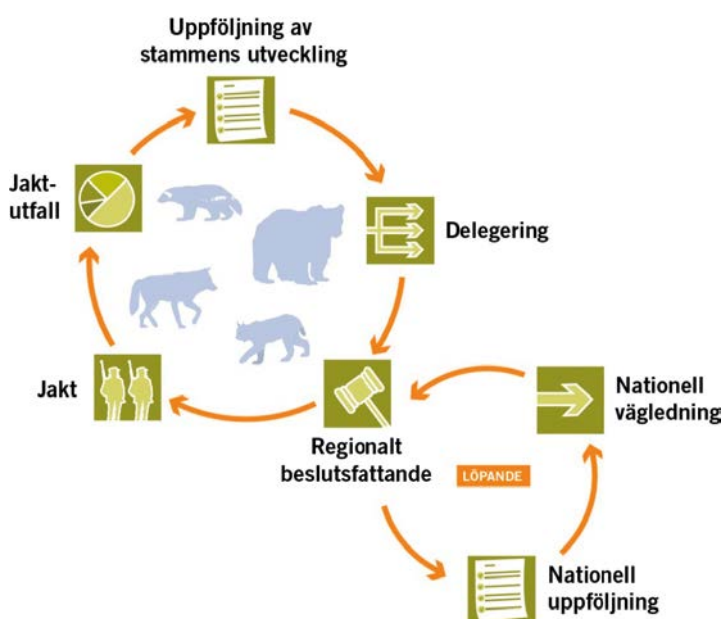 Uppföljning av
stammens utveckling
Jakt-
utfall
Delegering
Jakt
Nationell
vägledning
Regionalt
beslutsfattande
LÖPANDE
Nationell
uppföljning